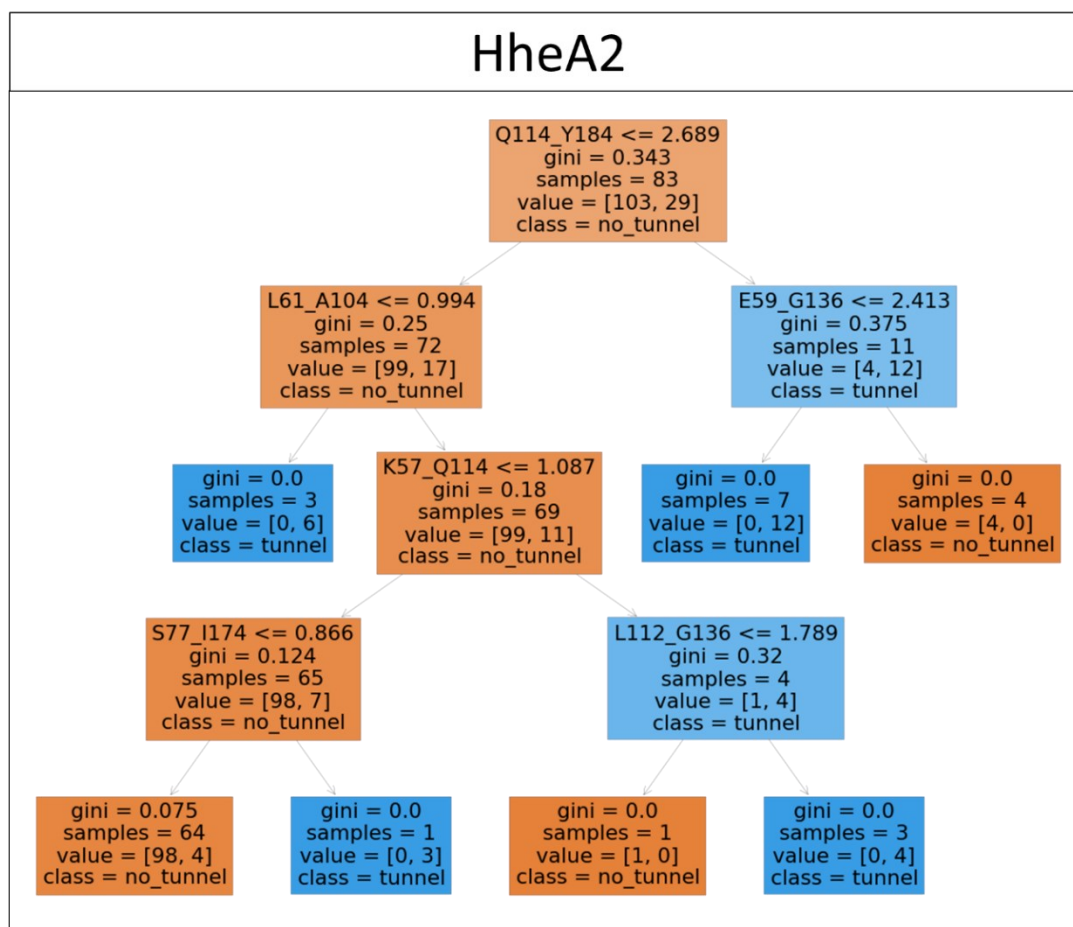 HheA2
Q114_Y184 <= 2.689
gini = 0.343
samples = 83
value = [103, 29]
class = no_tunnel
L61_A104 <= 0.994
gini = 0.25
samples = 72
value = [99, 17]
class = no_tunnel
E59_G136 <= 2.413
gini = 0.375
samples = 11
value = [4, 12]
class = tunnel
gini = 0.0
samples = 3
value = [0, 6]
class = tunnel
K57_Q114 <= 1.087
gini = 0.18
samples = 69
value = [99, 11]
class = no_tunnel
gini = 0.0
samples = 7
value = [0, 12]
class = tunnel
gini = 0.0
samples = 4
value = [4, 0]
class = no_tunnel
S77_I174 <= 0.866
gini = 0.124
samples = 65
value = [98, 7]
class = no_tunnel
L112_G136 <= 1.789
gini = 0.32
samples = 4
value = [1, 4]
class = tunnel
gini = 0.075
samples = 64
value = [98, 4]
class = no_tunnel
gini = 0.0
samples = 1
value = [0, 3]
class = tunnel
gini = 0.0
samples = 1
value = [1, 0]
class = no_tunnel
gini = 0.0
samples = 3
value = [0, 4]
class = tunnel